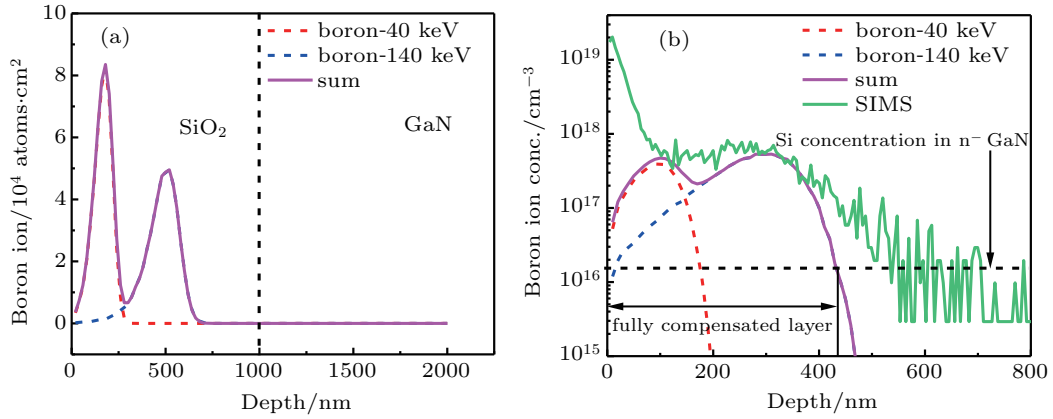 (a)
boron-40 keV
boron-140 keV
sum
SiO₂
GaN
Boron ion/10⁴ atoms·cm²
8
6
4
2
0
0
500
1000
1500
2000
Depth/nm
(b)
boron-40 keV
boron-140 keV
sum
SIMS
Si concentration in n⁻ GaN
fully compensated layer
Boron ion conc./cm⁻³
10¹⁹
10¹⁸
10¹⁷
10¹⁶
10¹⁵
0
200
400
600
800
Depth/nm